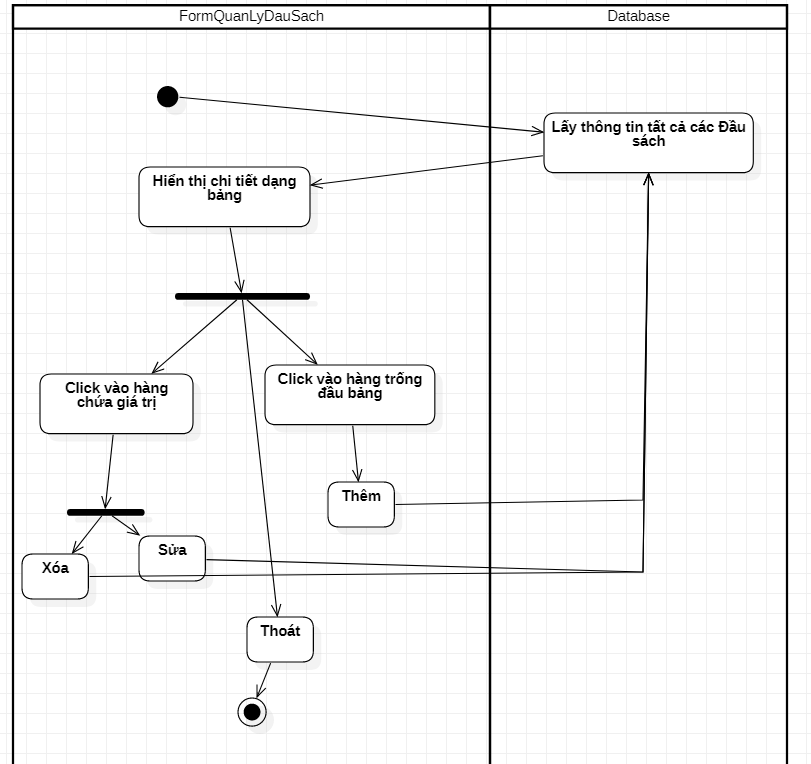 FormQuanLyDauSach
Database
Lấy thông tin tất cả các Đầu
sách
Hiển thị chi tiết dạng
bảng
Click vào hàng
chứa giá trị
Click vào hàng trống
đầu bảng
Thêm
Sửa
Xóa
Thoát